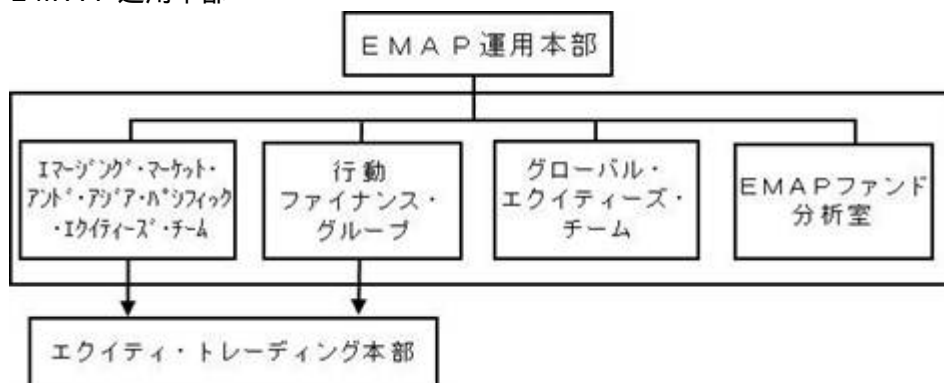 EMAP運用本部
ｴﾏｰｼﾞﾝｸﾞ・ﾏｰｹｯﾄ・
ｱﾝﾄﾞ・ｱｼﾞｱ・ﾊﾟｼﾌｨｯｸ
・ｴｸｲﾃｨｰｽﾞ・ﾁｰﾑ
行動
ファイナンス・
グループ
グローバル・
エクイティーズ・
チーム
EMAPファンド
分析室
エクイティ・トレーディング本部